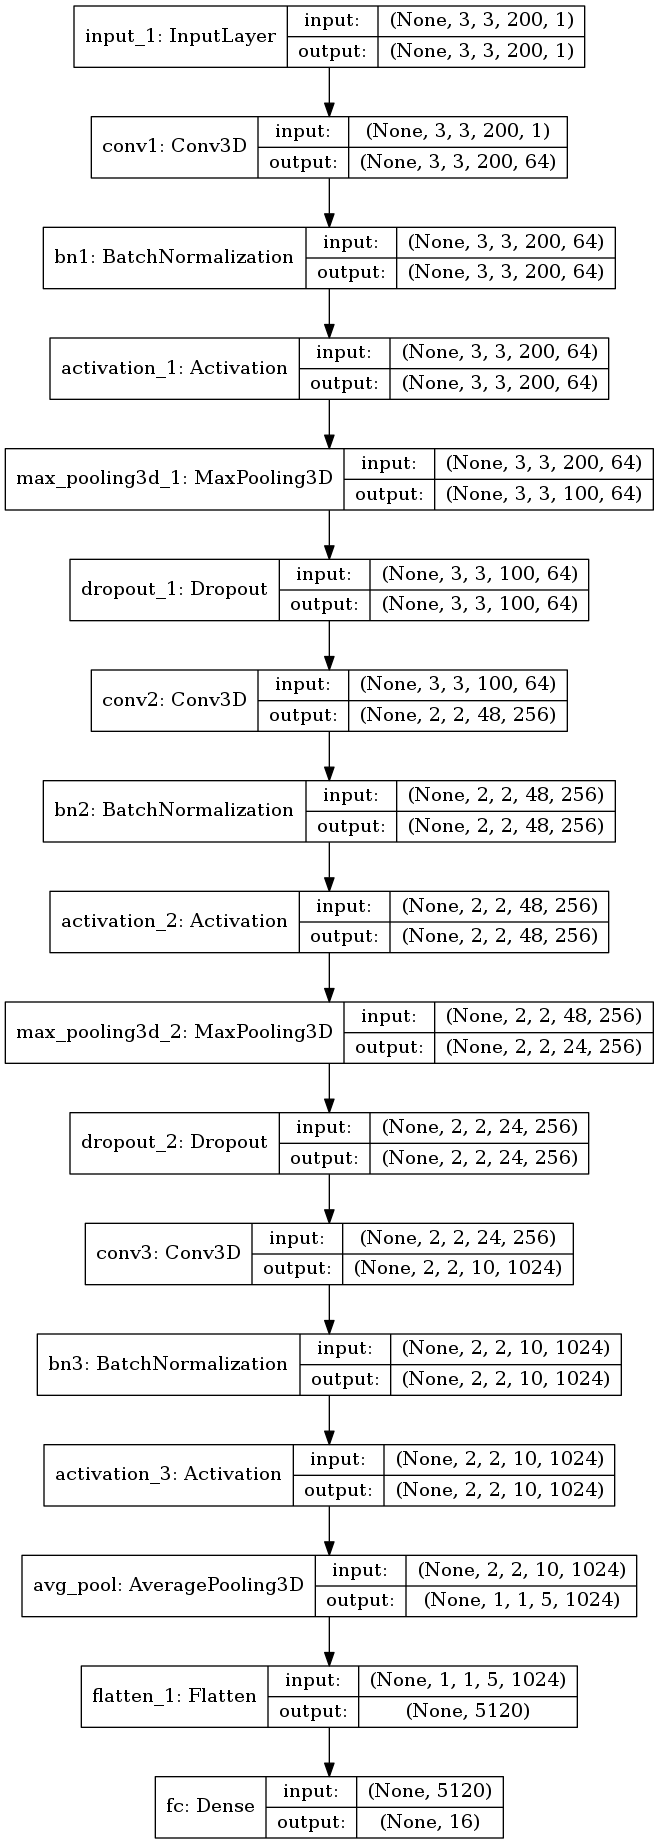 input_1: InputLayer
input: (None, 3, 3, 200, 1)
output: (None, 3, 3, 200, 1)
conv1: Conv3D
input: (None, 3, 3, 200, 1)
output: (None, 3, 3, 200, 64)
bn1: BatchNormalization
input: (None, 3, 3, 200, 64)
output: (None, 3, 3, 200, 64)
activation_1: Activation
input: (None, 3, 3, 200, 64)
output: (None, 3, 3, 200, 64)
max_pooling3d_1: MaxPooling3D
input: (None, 3, 3, 200, 64)
output: (None, 3, 3, 100, 64)
dropout_1: Dropout
input: (None, 3, 3, 100, 64)
output: (None, 3, 3, 100, 64)
conv2: Conv3D
input: (None, 3, 3, 100, 64)
output: (None, 2, 2, 48, 256)
bn2: BatchNormalization
input: (None, 2, 2, 48, 256)
output: (None, 2, 2, 48, 256)
activation_2: Activation
input: (None, 2, 2, 48, 256)
output: (None, 2, 2, 48, 256)
max_pooling3d_2: MaxPooling3D
input: (None, 2, 2, 48, 256)
output: (None, 2, 2, 24, 256)
dropout_2: Dropout
input: (None, 2, 2, 24, 256)
output: (None, 2, 2, 24, 256)
conv3: Conv3D
input: (None, 2, 2, 24, 256)
output: (None, 2, 2, 10, 1024)
bn3: BatchNormalization
input: (None, 2, 2, 10, 1024)
output: (None, 2, 2, 10, 1024)
activation_3: Activation
input: (None, 2, 2, 10, 1024)
output: (None, 2, 2, 10, 1024)
avg_pool: AveragePooling3D
input: (None, 2, 2, 10, 1024)
output: (None, 1, 1, 5, 1024)
flatten_1: Flatten
input: (None, 1, 1, 5, 1024)
output: (None, 5120)
fc: Dense
input: (None, 5120)
output: (None, 16)